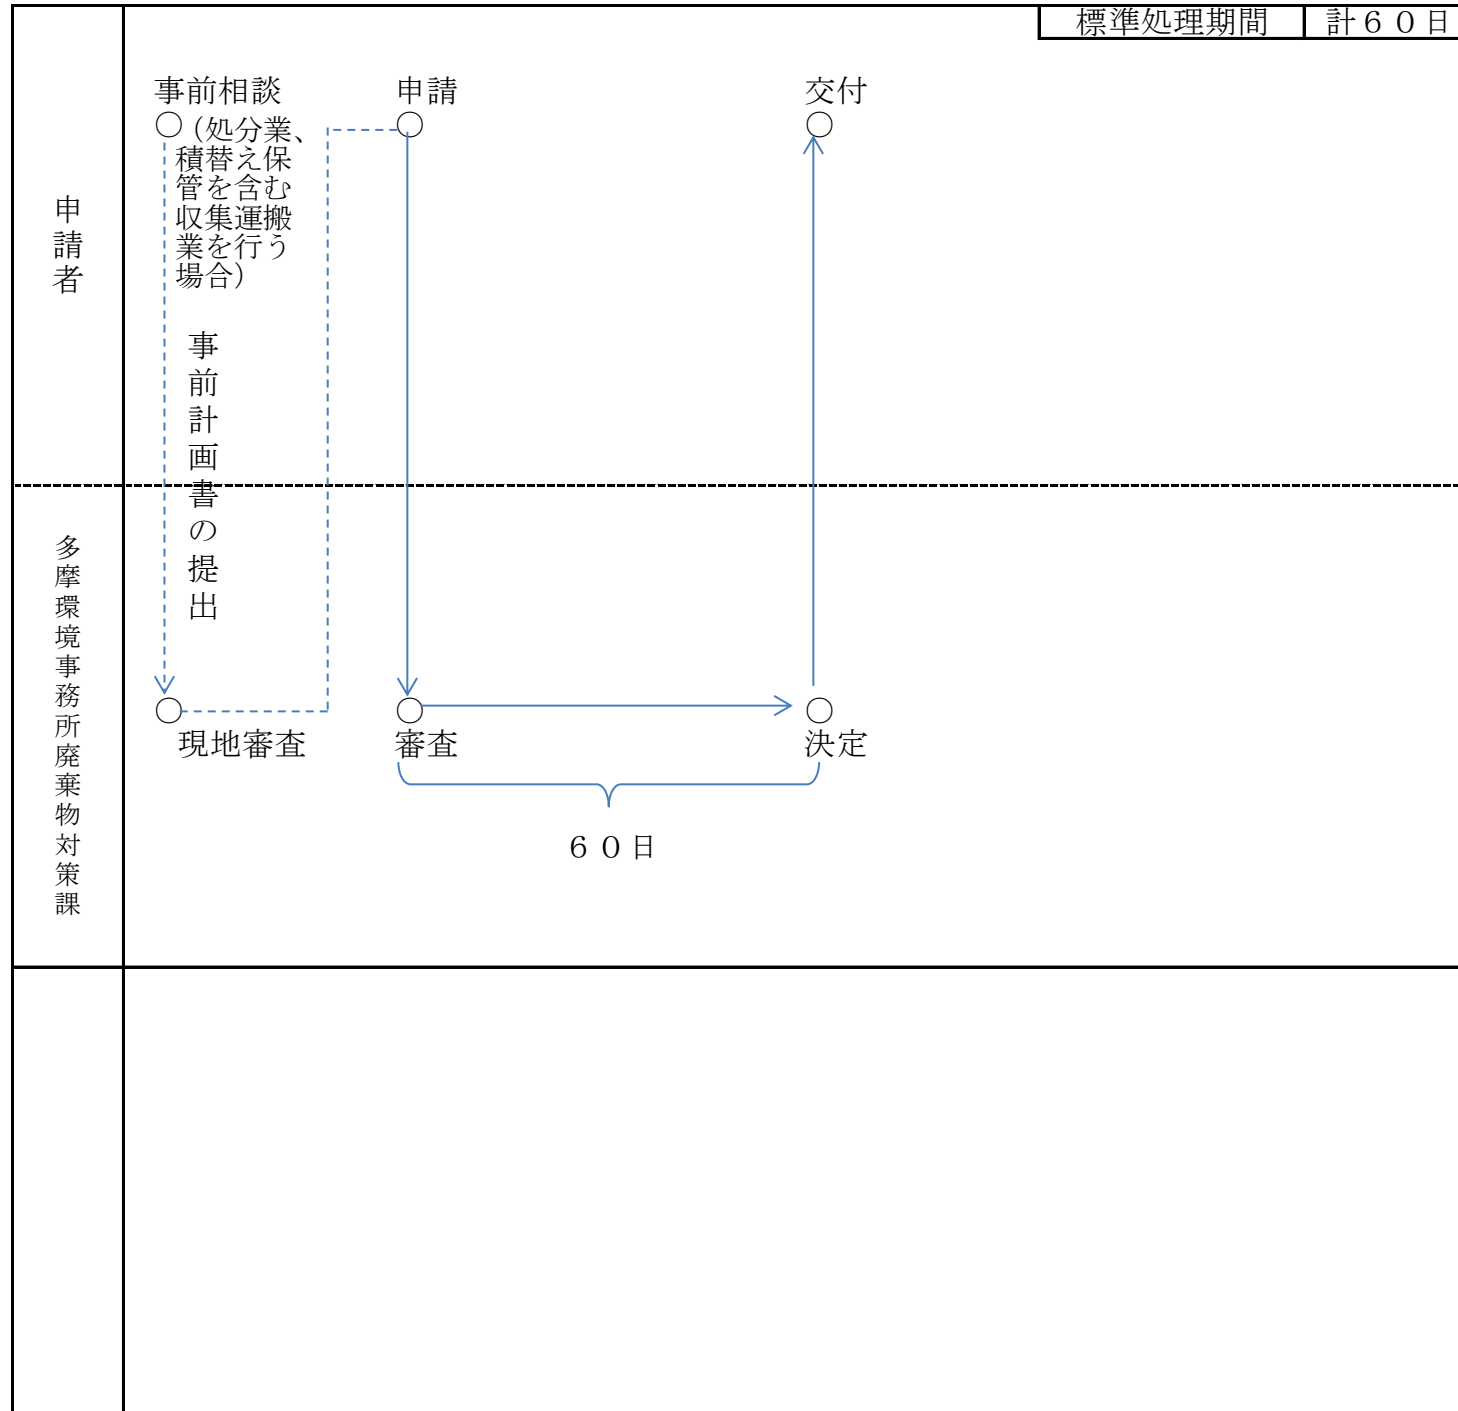 標準処理期間
計６０日
事前相談
申請
交付
（処分業、
積替え保
管を含む
収集運搬
業を行う
場合）
申請者
事前計画書の提出
多摩環境事務所廃棄物対策課
現地審査
審査
決定
６０日